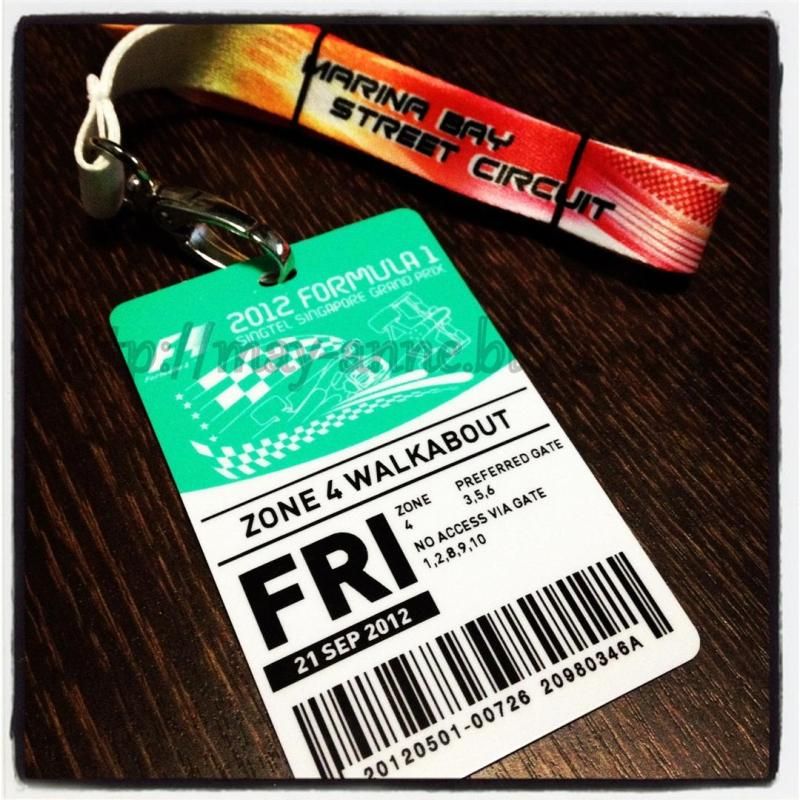 MARINA BAY
STREET CIRCUIT
2012 FORMULA 1
SINGTEL SINGAPORE GRAND PRIX
ZONE 4 WALKABOUT
FRI
21 SEP 2012
ZONE
4
PREFERRED GATE
3,5,6
NO ACCESS VIA GATE
1,2,8,9,10
20120501-00726 20980346A